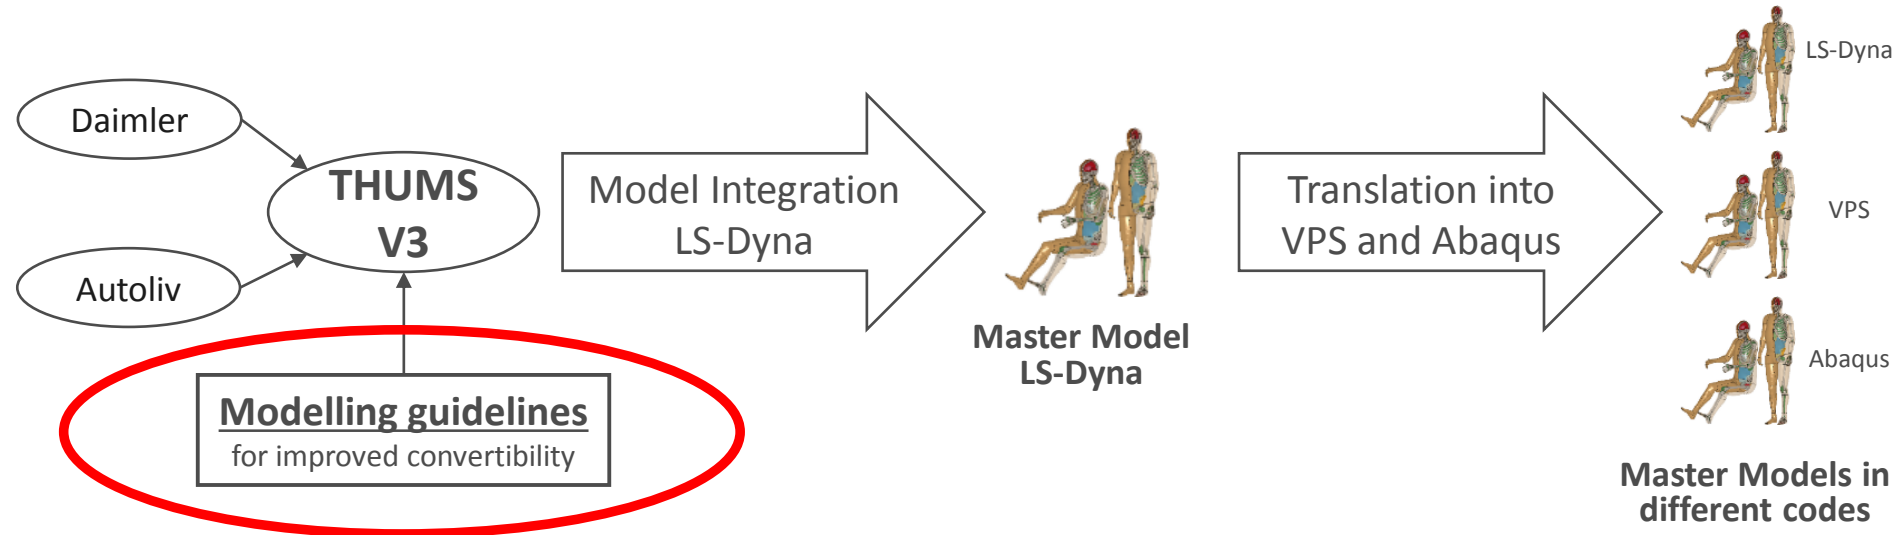 Daimler
Autoliv
THUMS
V3
Modelling guidelines
for improved convertibility
Model Integration
LS-Dyna
Master Model
LS-Dyna
Translation into
VPS and Abaqus
LS-Dyna
VPS
Abaqus
Master Models in
different codes